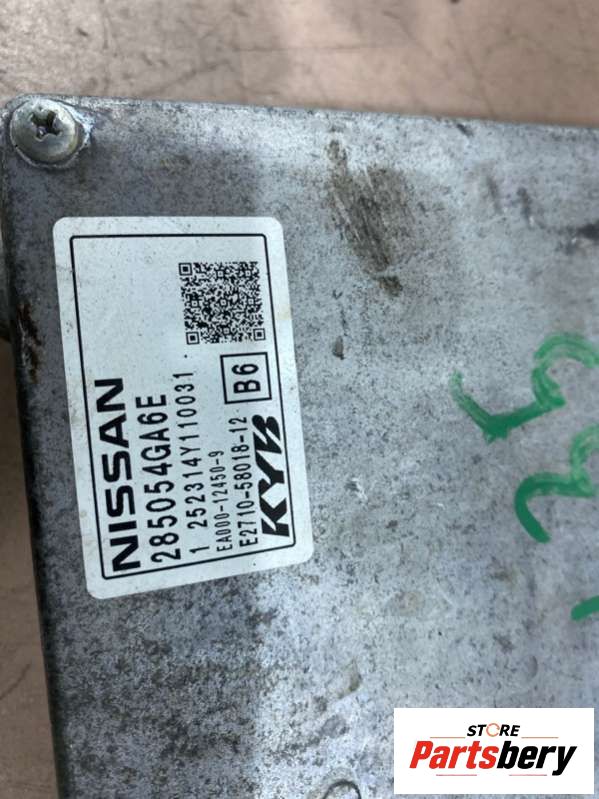 NISSAN
285054GA6E
1 252314Y110031
EA000-12450-9
B6
E2710-58018-12
KYB
STORE
Partsbery